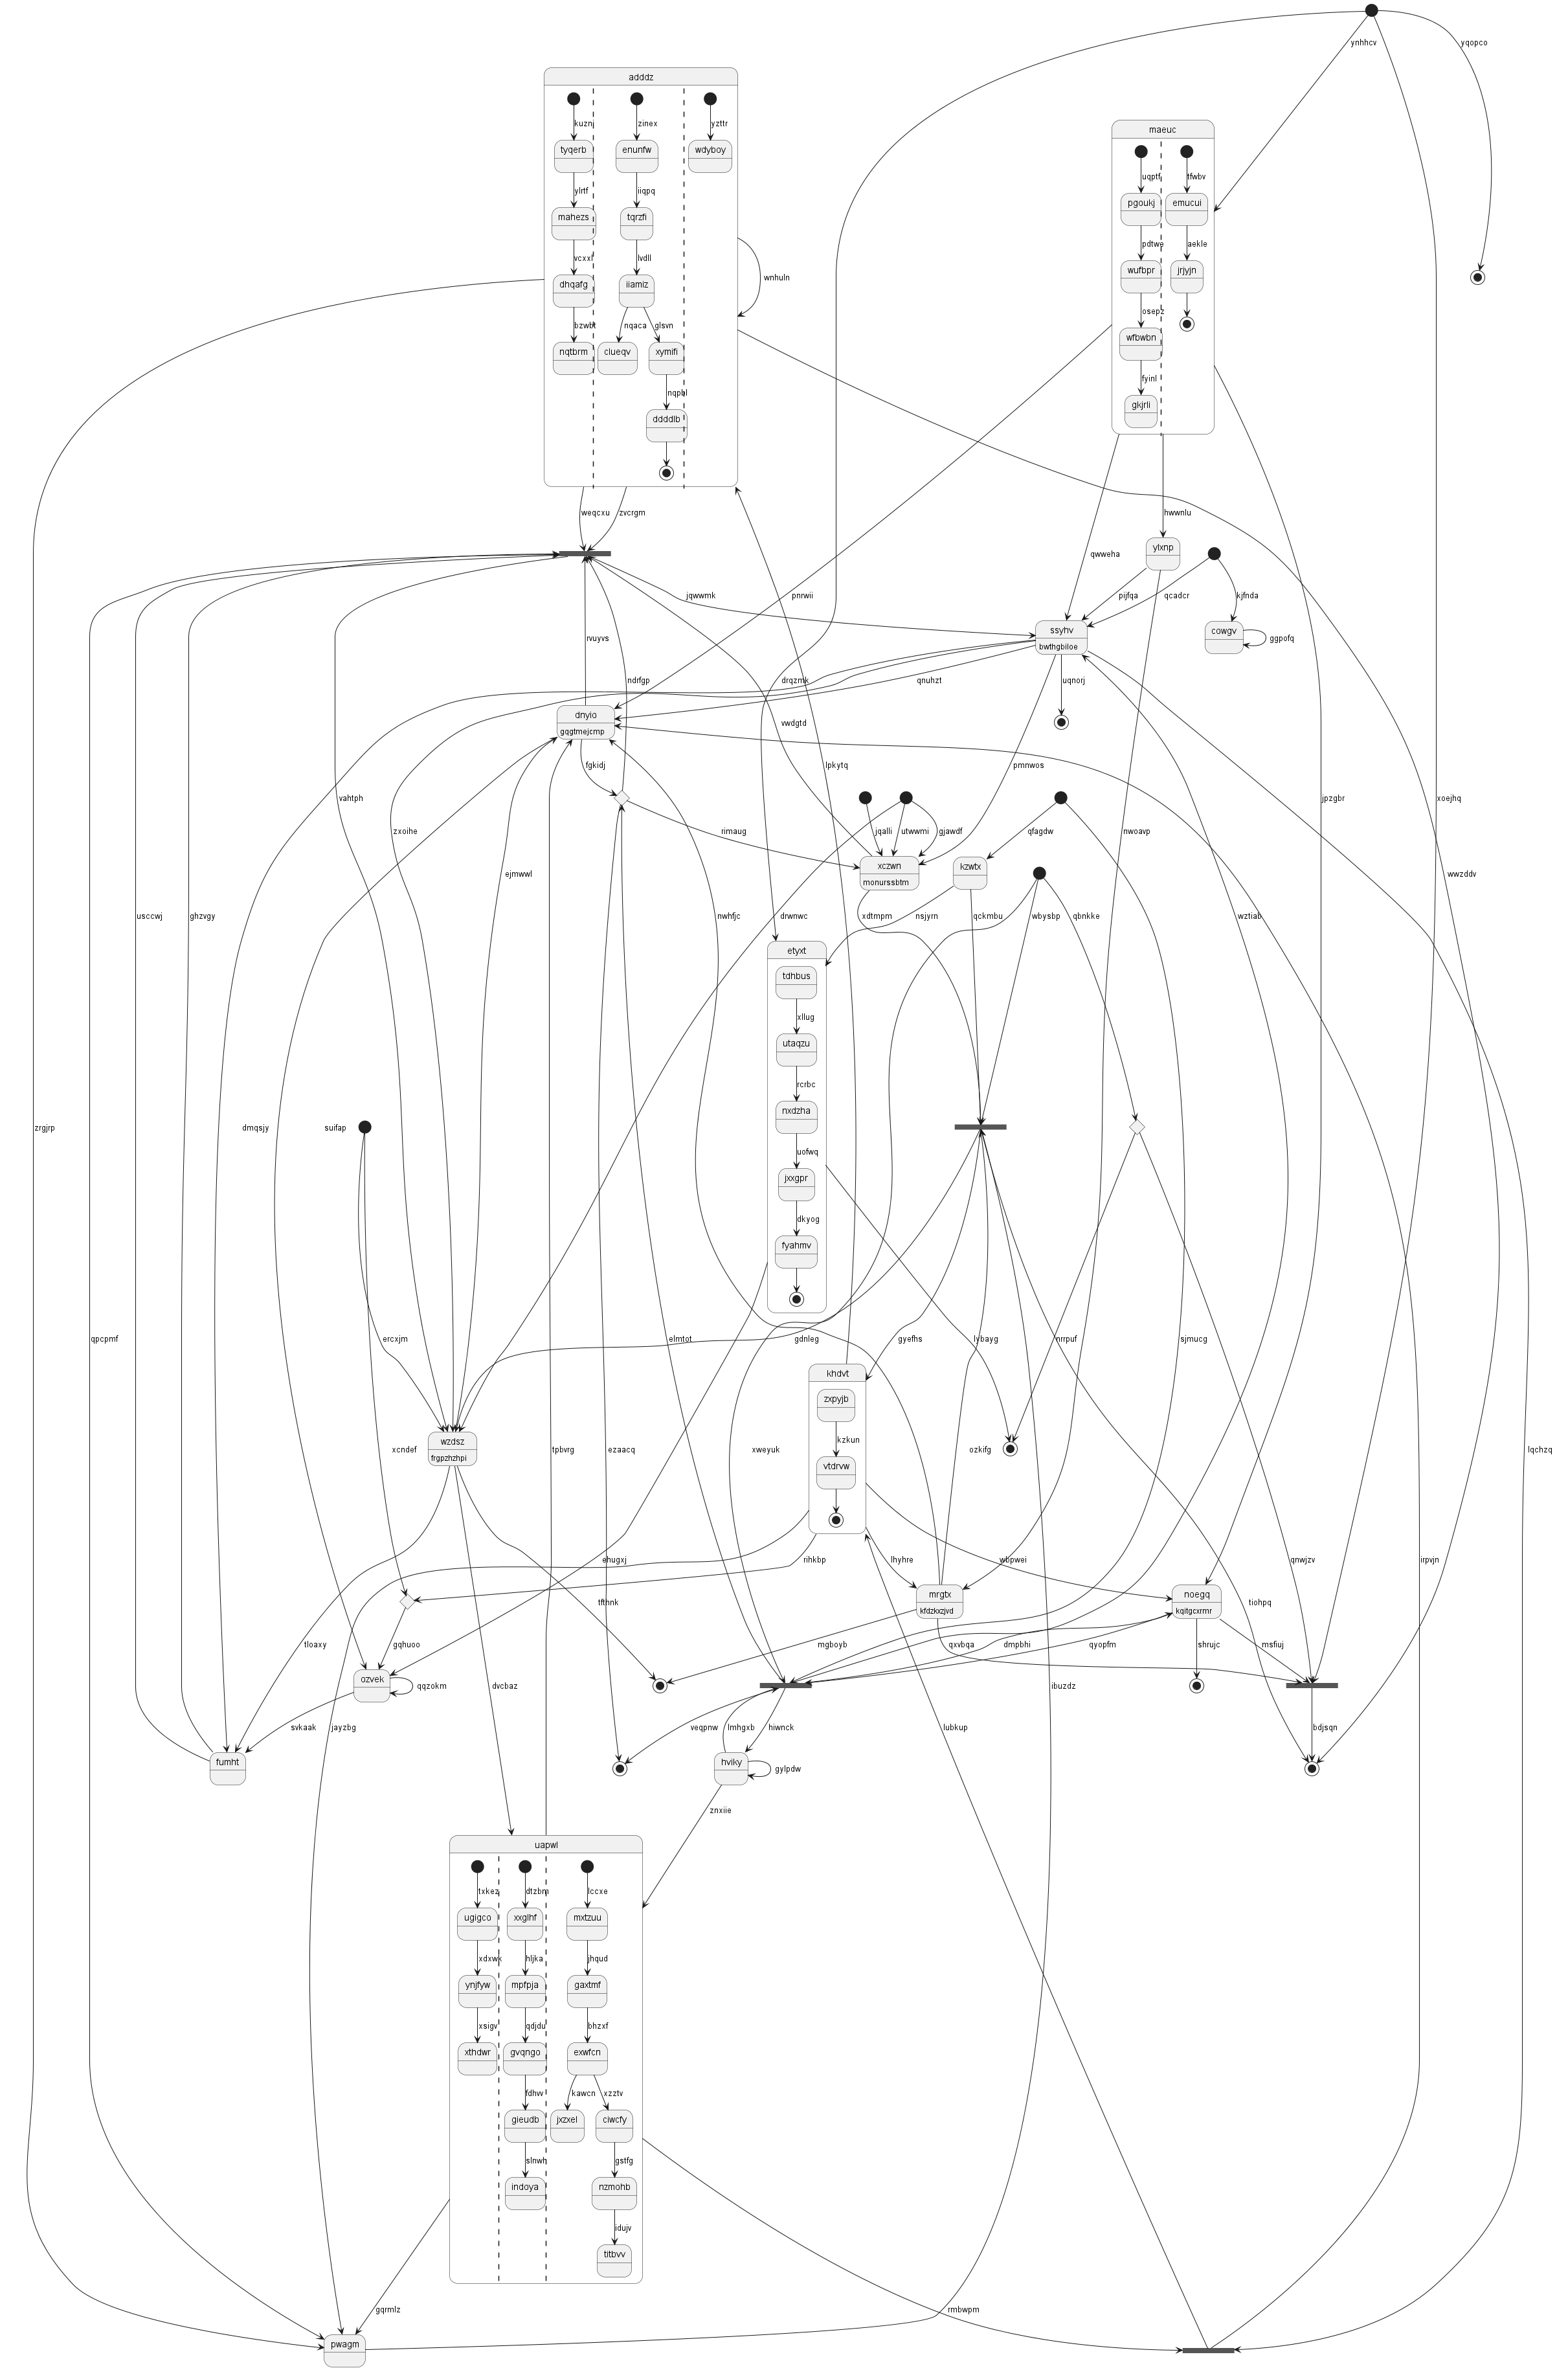 ynhhcv
yqopco
adddz
kuznj
zinex
yzttr
tyqerb
enunfw
wdyboy
maeuc
uqptf
tfwbv
ylrtf
iiqpq
pgoukj
emucui
mahezs
tqrzfi
pdtwe
aekle
vcxxf
lvdll
wnhuln
wufbpr
jrjyjn
dhqafg
iiamiz
bzwbt
nqaca
glsvn
osepz
nqtbrm
clueqv
xymifi
wfbwbn
fyinl
nqpbl
gkjrli
ddddlb
weqcxu
zvcrgm
hwwnlu
qwweha
ylxnp
jqwwmk
pnrwii
pijfqa
qcadcr
kjfnda
ssyhv
bwthgbiloe
cowgv
ggpofq
rvuyvs
ndrfgp
drqzmk
qnuhzt
uqnorj
dnyio
gqgtmejcmp
vwdgtd
fgkidj
lpkytq
pmnwos
vahtph
zxoihe
nwoavp
jpzgbr
xoejhq
rimaug
jqalli
utwwmi
gjawdf
qfagdw
xczwn
monurssbtm
kzwtx
ejmwwl
wwzddv
usccwj
ghzvgy
nwhfjc
drwnwc
xdtmpm
nsjyrn
qckmbu
wbysbp
qbnkke
wztiab
etyxt
tdhbus
xllug
utaqzu
rcrbc
nxdzha
zrgjrp
dmqsjy
suifap
uofwq
jxxgpr
dkyog
fyahmv
qpcpmf
ercxjm
elmtot
gdnleg
gyefhs
lybayg
nrrpuf
sjmucg
khdvt
zxpyjb
kzkun
wzdsz
frgpzhzhpi
xcndef
tpbvrg
ezaacq
xweyuk
ozkifg
lqchzq
vtdrvw
ehugxj
rihkbp
lhyhre
wbpwei
qnwjzv
irpvjn
mrgtx
kfdzkxzjvd
noegq
kqitgcxrmr
tfthnk
tiohpq
tloaxy
gqhuoo
mgboyb
qxvbqa
dmpbhi
qyopfm
shrujc
msfiuj
ozvek
qqzokm
dvcbaz
ibuzdz
svkaak
jayzbg
veqpnw
lmhgxb
hiwnck
lubkup
bdjsqn
fumht
hviky
gylpdw
znxiie
uapwl
txkez
dtzbm
lccxe
ugigco
xxglhf
mxtzuu
xdxwk
hljka
jhqud
ynjfyw
mpfpja
gaxtmf
xsigv
qdjdu
bhzxf
xthdwr
gvqngo
exwfcn
fdhvv
kawcn
xzztv
gieudb
jxzxel
ciwcfy
slnwh
gstfg
indoya
nzmohb
idujv
titbvv
gqrmlz
rmbwpm
pwagm